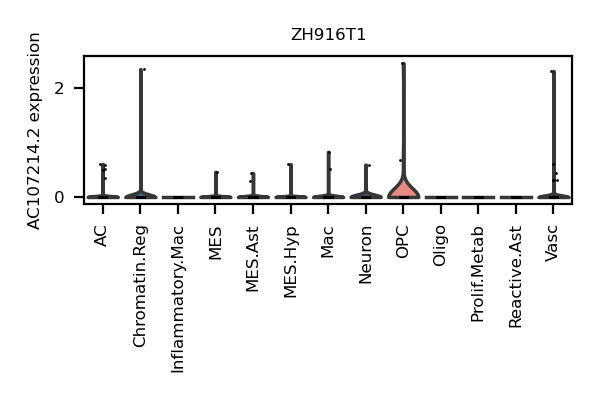 ZH916T1
AC107214.2 expression
2
0
AC
Chromatin.Reg
Inflammatory.Mac
MES
MES.Ast
MES.Hyp
Mac
Neuron
OPC
Oligo
Prolif.Metab
Reactive.Ast
Vasc